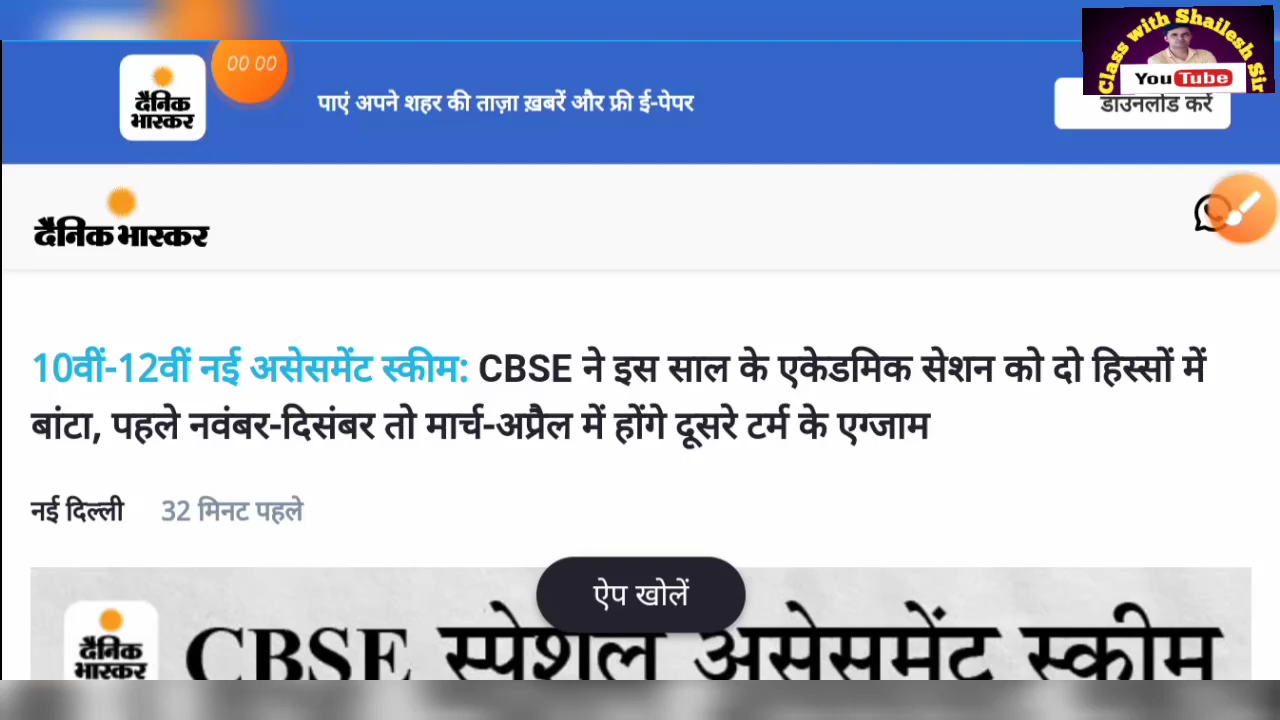 Class with Shailesh Sir
YouTube
दैनिक
भास्कर
00 00
पाएं अपने शहर की ताज़ा ख़बरें और फ्री ई-पेपर
डाउनलोड करें
दैनिक भास्कर
10वीं-12वीं नई असेसमेंट स्कीम: CBSE ने इस साल के एकेडमिक सेशन को दो हिस्सों में
बांटा, पहले नवंबर-दिसंबर तो मार्च-अप्रैल में होंगे दूसरे टर्म के एग्जाम
नई दिल्ली 32 मिनट पहले
ऐप खोलें
दैनिक
भास्कर
CBSE स्पेशल असेसमेंट स्कीम